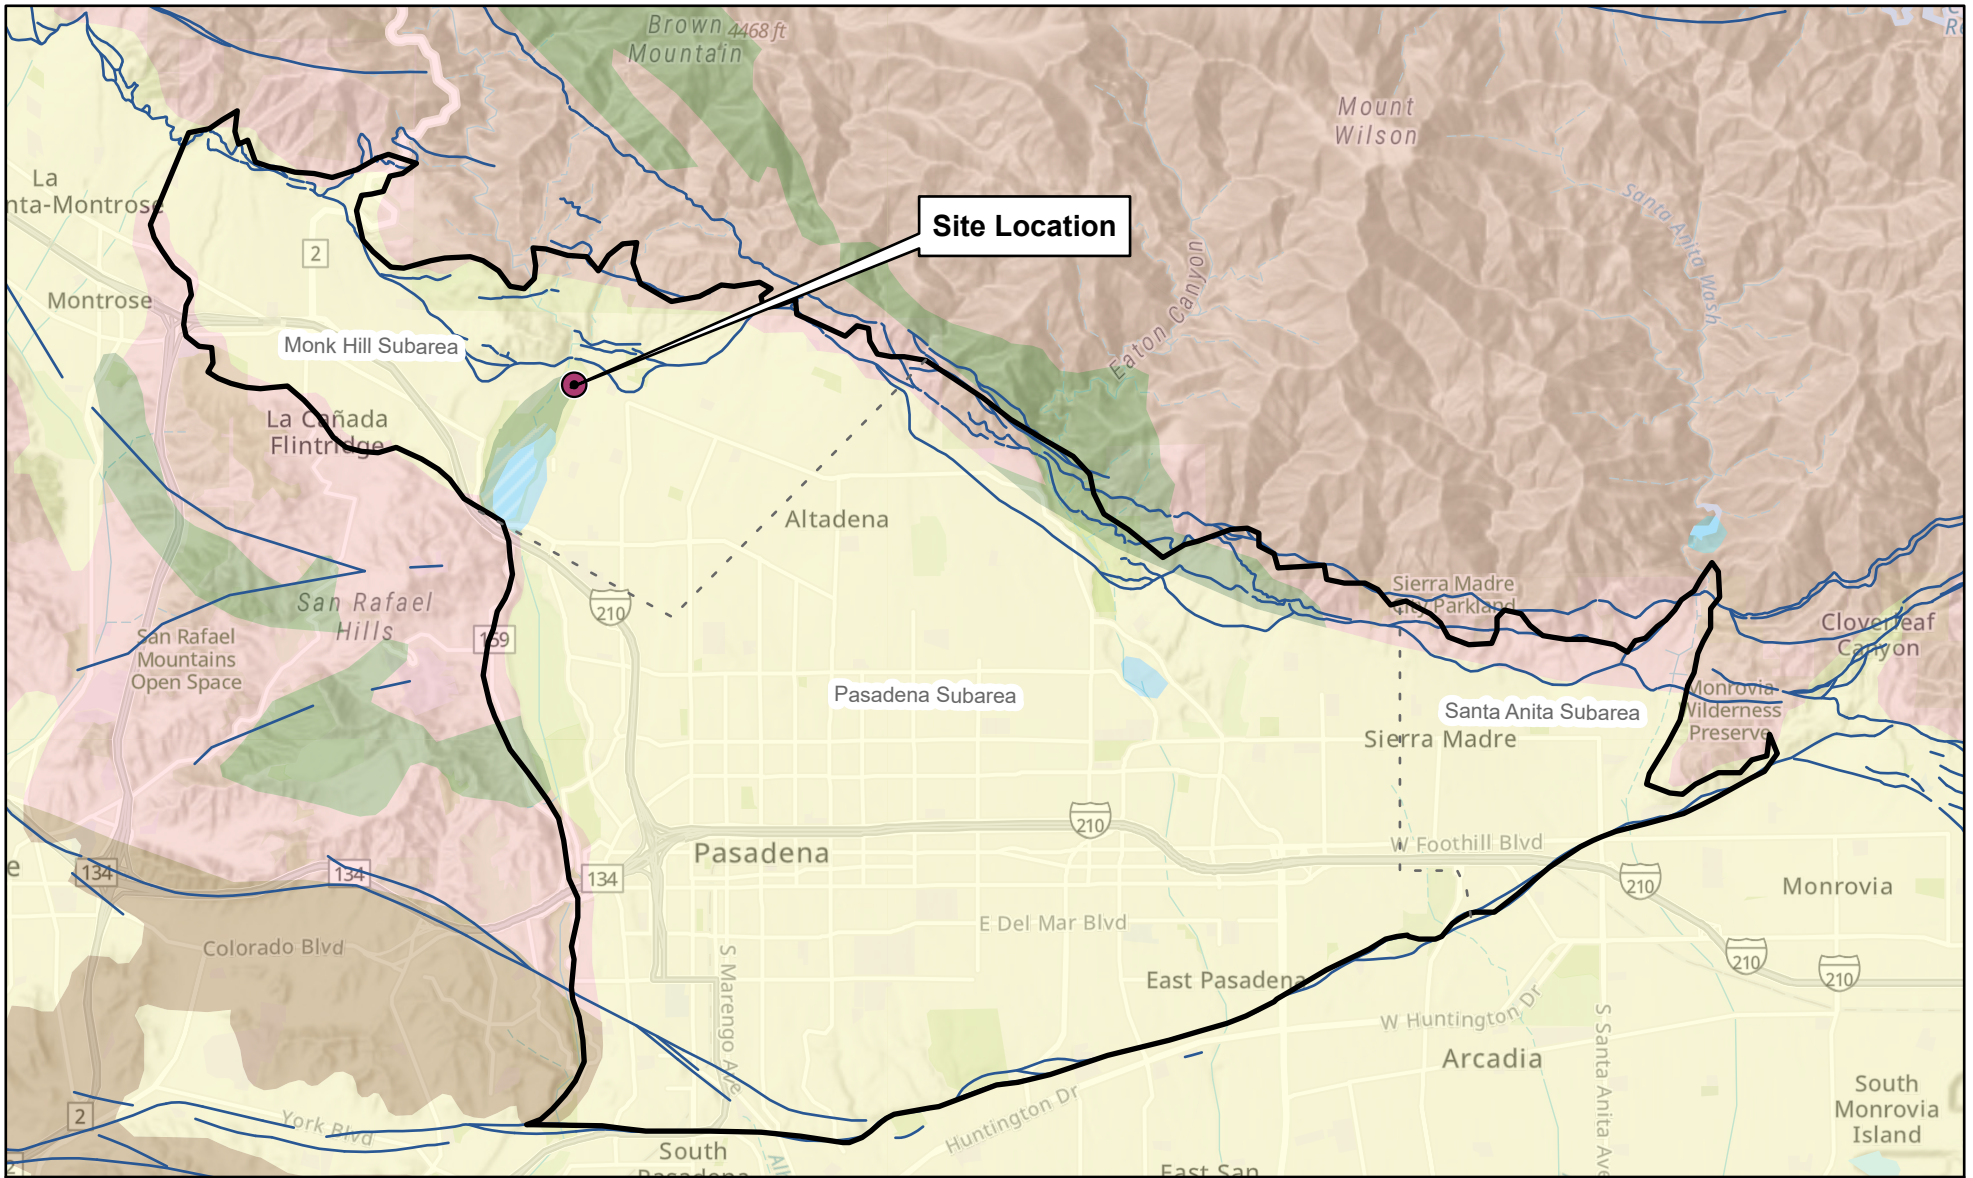 Brown 4468 ft
Mountain
Mount
Wilson
La
nta-Montrose
Santa Anita Wash
Site Location
2
Eaton Canyon
Montrose
Monk Hill Subarea
La Cañada
Flintridge
Altadena
210
San Rafael
Hills
159
San Rafael
Mountains
Open Space
Sierra Madre
City Parkland
Cloverleaf
Canyon
Pasadena Subarea
Santa Anita Subarea
Monrovia
Wilderness
Preserve
Sierra Madre
210
W Foothill Blvd
Pasadena
134
134
134
210
Monrovia
E Del Mar Blvd
Colorado Blvd
S Marengo Ave
East Pasadena
210
210
W Huntington Dr
S Santa Anita Ave
Arcadia
2
York Blvd
Huntington Dr
South
Monrovia
Island
South
Pasadena
East San